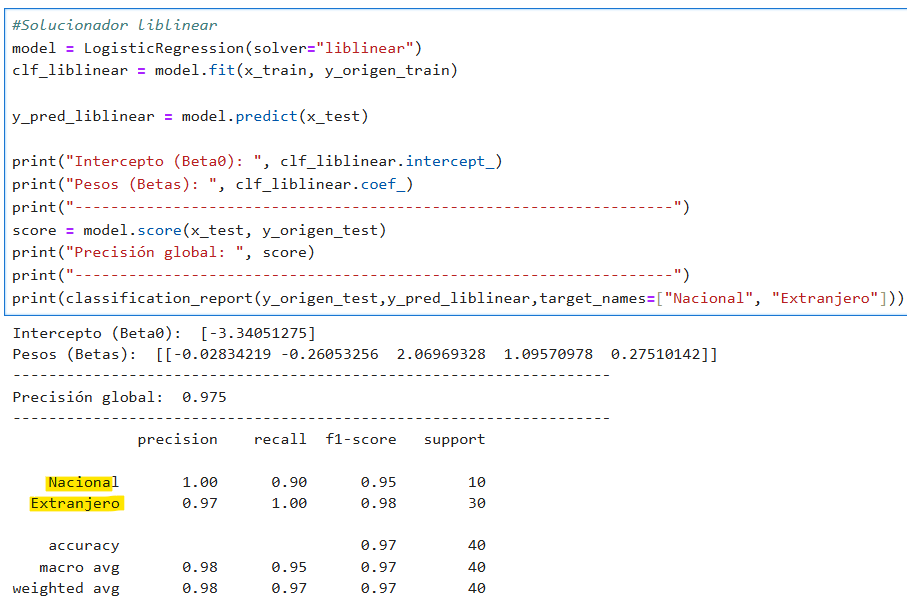 #Solucionador liblinear
model = LogisticRegression(solver="liblinear")
clf_liblinear = model.fit(x_train, y_origen_train)
y_pred_liblinear = model.predict(x_test)
print("Intercepto (Beta0): ", clf_liblinear.intercept_)
print("Pesos (Betas): ", clf_liblinear.coef_)
print("-------------------------------------------------------------------")
score = model.score(x_test, y_origen_test)
print("Precisión global: ", score)
print("-------------------------------------------------------------------")
print(classification_report(y_origen_test,y_pred_liblinear,target_names=["Nacional", "Extranjero"]))
Intercepto (Beta0):  [-3.34051275]
Pesos (Betas):  [[-0.02834219 -0.26053256  2.06969328  1.09570978  0.27510142]]
-------------------------------------------------------------------
Precisión global:  0.975
-------------------------------------------------------------------
precision recall f1-score support
Nacional 1.00 0.90 0.95 10
Extranjero 0.97 1.00 0.98 30
accuracy 0.97 40
macro avg 0.98 0.95 0.97 40
weighted avg 0.98 0.97 0.97 40